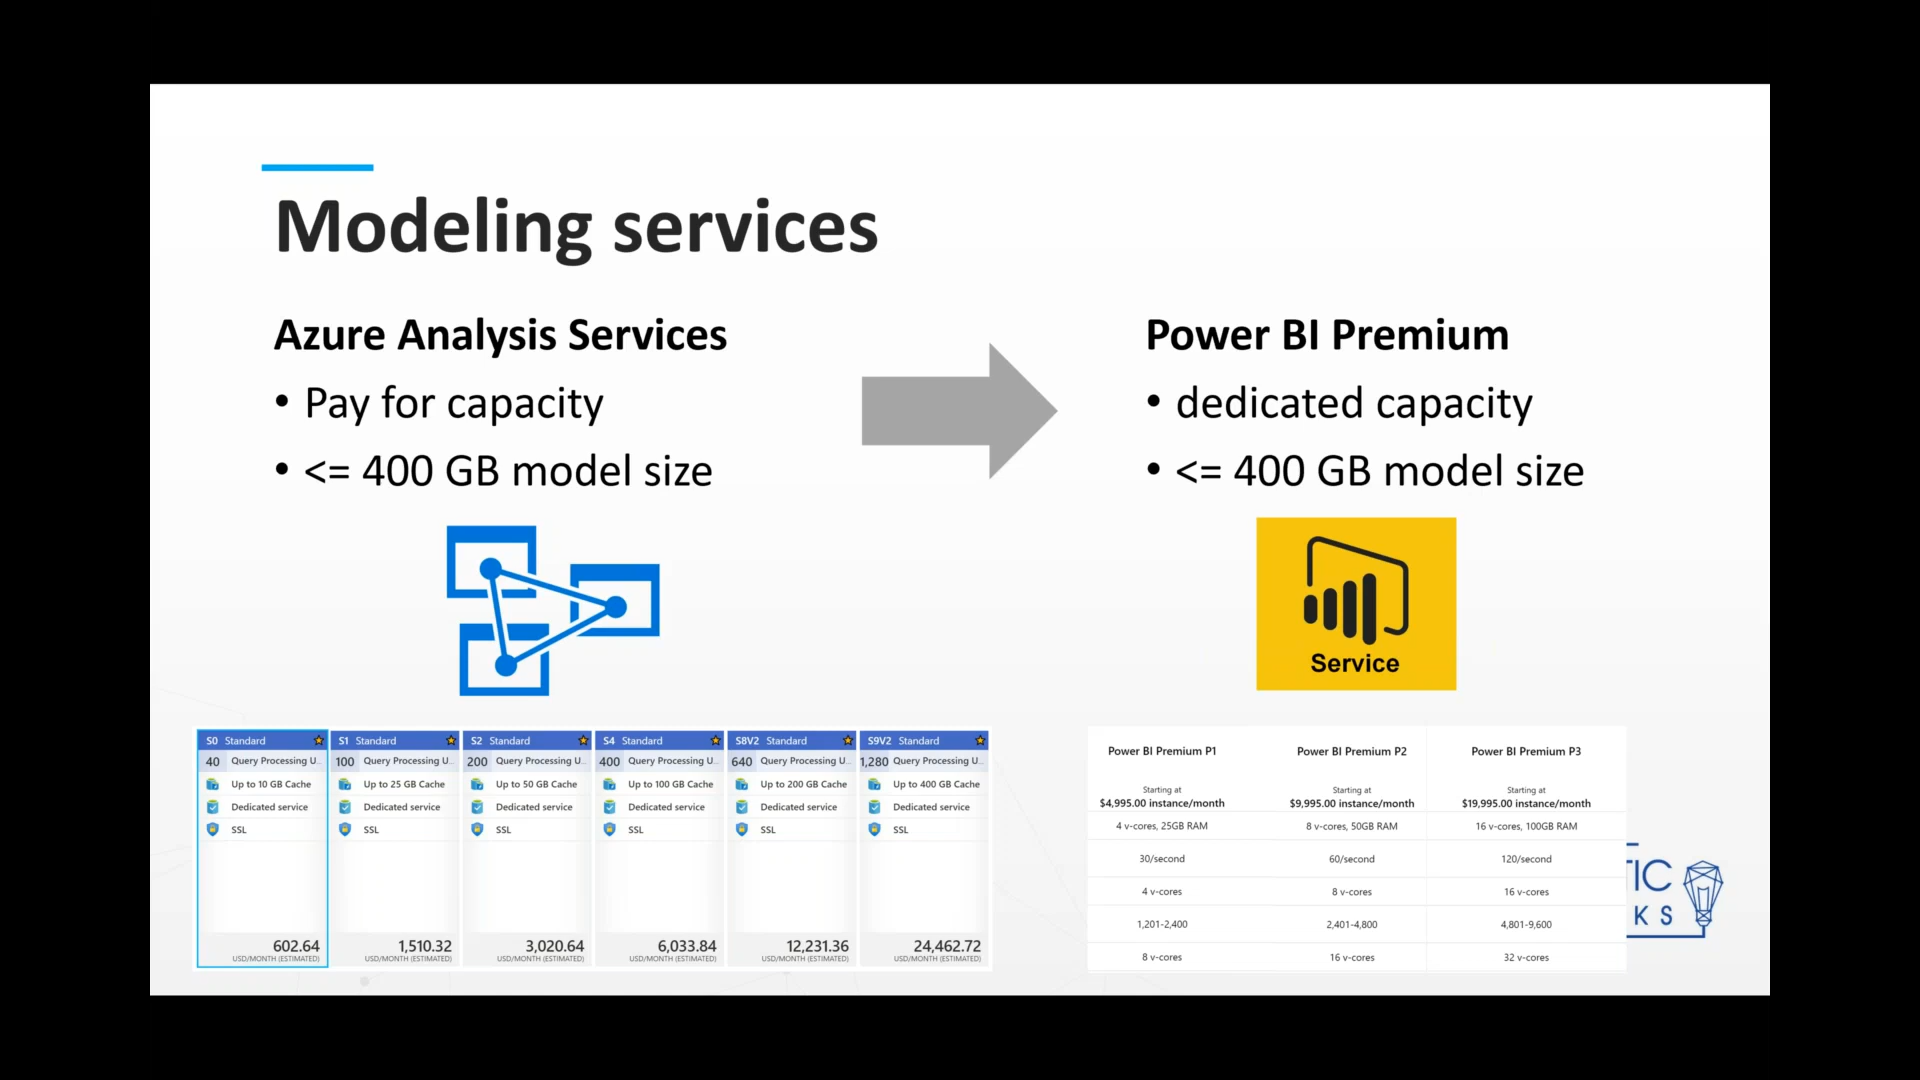 Modeling services
Azure Analysis Services
• Pay for capacity
• <= 400 GB model size
Power BI Premium
• dedicated capacity
• <= 400 GB model size
Service
S0 Standard
40 Query Processing U...
Up to 10 GB Cache
Dedicated service
SSL
602.64
USD/MONTH (ESTIMATED)
S1 Standard
100 Query Processing U...
Up to 25 GB Cache
Dedicated service
SSL
1,510.32
USD/MONTH (ESTIMATED)
S2 Standard
200 Query Processing U...
Up to 50 GB Cache
Dedicated service
SSL
3,020.64
USD/MONTH (ESTIMATED)
S4 Standard
400 Query Processing U...
Up to 100 GB Cache
Dedicated service
SSL
6,033.84
USD/MONTH (ESTIMATED)
S8V2 Standard
640 Query Processing U...
Up to 200 GB Cache
Dedicated service
SSL
12,231.36
USD/MONTH (ESTIMATED)
S9V2 Standard
1,280 Query Processing U...
Up to 400 GB Cache
Dedicated service
SSL
24,462.72
USD/MONTH (ESTIMATED)
Power BI Premium P1
Starting at
$4,995.00 instance/month
4 v-cores, 25GB RAM
30/second
4 v-cores
1,201-2,400
8 v-cores
Power BI Premium P2
Starting at
$9,995.00 instance/month
8 v-cores, 50GB RAM
60/second
8 v-cores
2,401-4,800
16 v-cores
Power BI Premium P3
Starting at
$19,995.00 instance/month
16 v-cores, 100GB RAM
120/second
16 v-cores
4,801-9,600
32 v-cores
TIC
KS